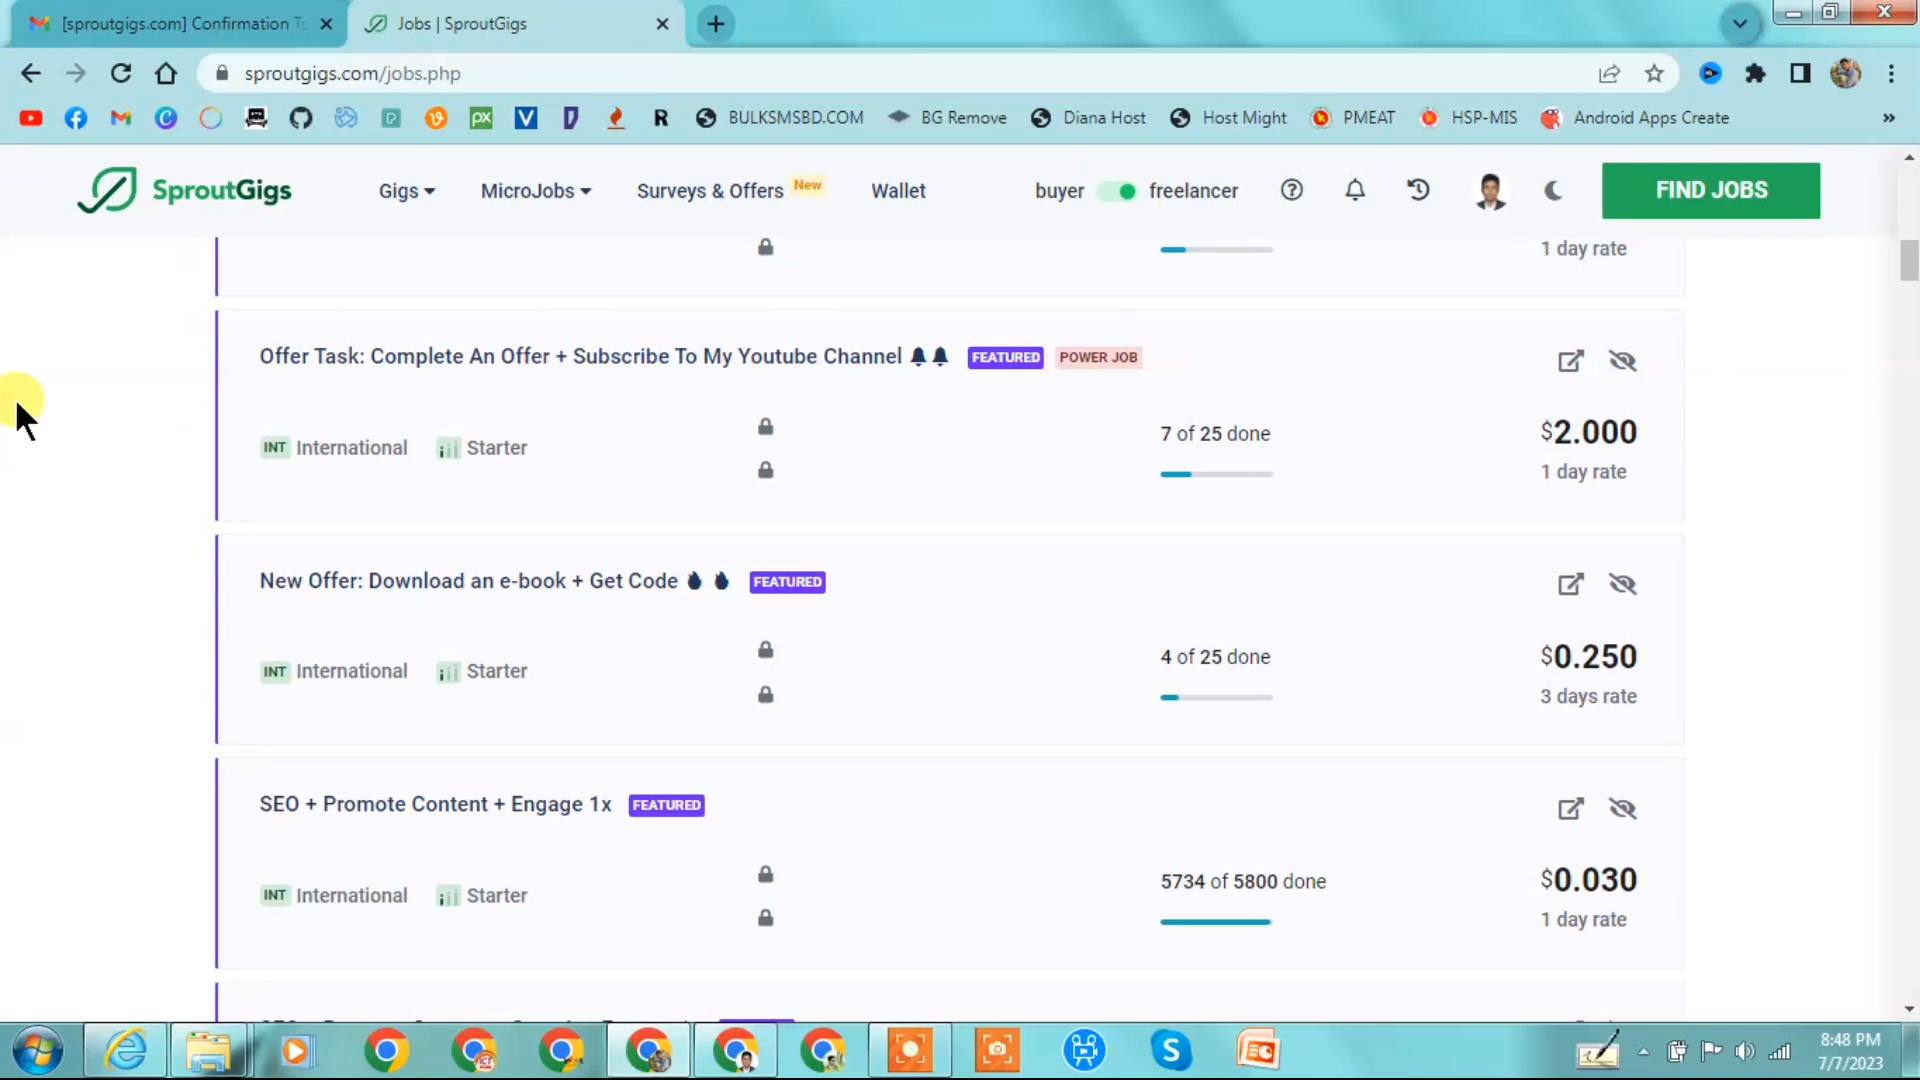 [sproutgigs.com] Confirmation
Jobs | SproutGigs
sproutgigs.com/jobs.php
BULKSMSBD.COM
BG Remove
Diana Host
Host Might
PMEAT
HSP-MIS
Android Apps Create
SproutGigs
Gigs
MicroJobs
Surveys & Offers New
Wallet
buyer
freelancer
FIND JOBS
1 day rate
Offer Task: Complete An Offer + Subscribe To My Youtube Channel FEATURED POWER JOB
INT International Starter
7 of 25 done
$2.000
1 day rate
New Offer: Download an e-book + Get Code FEATURED
INT International Starter
4 of 25 done
$0.250
3 days rate
SEO + Promote Content + Engage 1x FEATURED
INT International Starter
5734 of 5800 done
$0.030
1 day rate
8:48 PM
7/7/2023